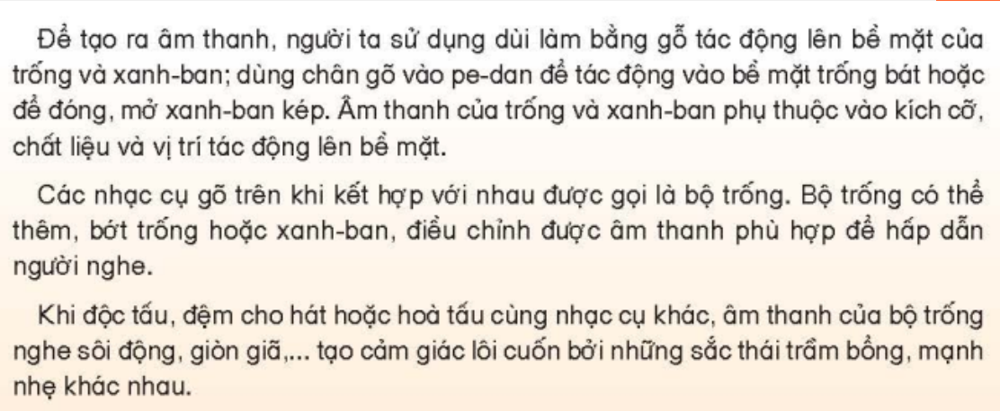 Để tạo ra âm thanh, người ta sử dụng dùi làm bằng gỗ tác động lên bề mặt của
trống và xanh-ban; dùng chân gõ vào pe-dan để tác động vào bề mặt trống bát hoặc
để đóng, mở xanh-ban kép. Âm thanh của trống và xanh-ban phụ thuộc vào kích cỡ,
chất liệu và vị trí tác động lên bề mặt.
Các nhạc cụ gõ trên khi kết hợp với nhau được gọi là bộ trống. Bộ trống có thể
thêm, bớt trống hoặc xanh-ban, điều chỉnh được âm thanh phù hợp để hấp dẫn
người nghe.
Khi độc tấu, đệm cho hát hoặc hoà tấu cùng nhạc cụ khác, âm thanh của bộ trống
nghe sôi động, giòn giã,... tạo cảm giác lôi cuốn bởi những sắc thái trầm bổng, mạnh
nhẹ khác nhau.